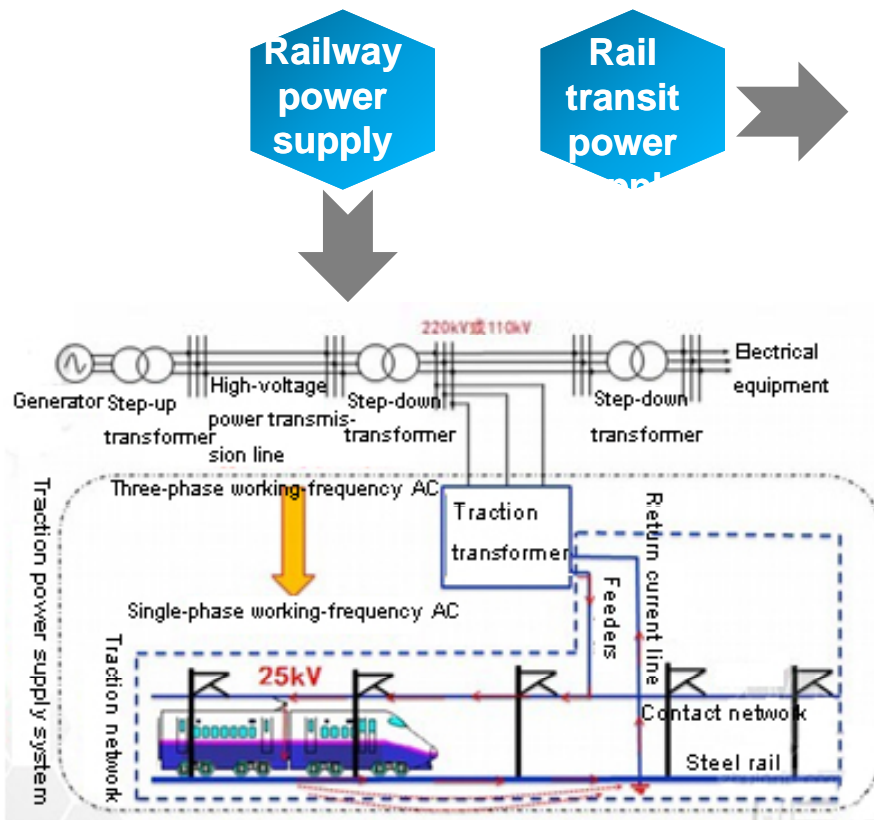 Railway
power
supply
Rail
transit
power
220kV或110kV
Generator
Step-up
transformer
High-voltage
power transmis-
sion line
Step-down
transformer
Step-down
transformer
Electrical
equipment
Traction power supply system
Three-phase working-frequency AC
Single-phase working-frequency AC
Traction
transformer
Feeders
Return current line
Traction network
25kV
Contact network
Steel rail